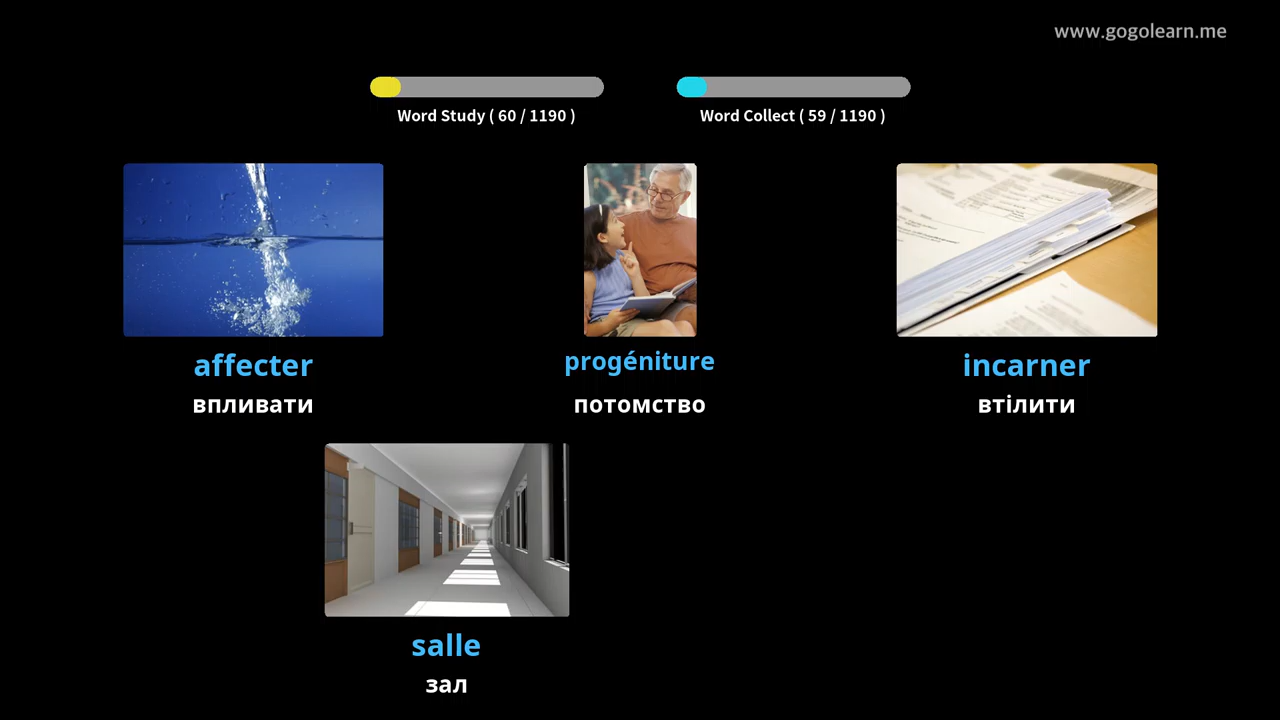 www.gogolearn.me
Word Study ( 60 / 1190 )
Word Collect ( 59 / 1190 )
affecter
впливати
progéniture
потомство
incarner
втілити
salle
зал